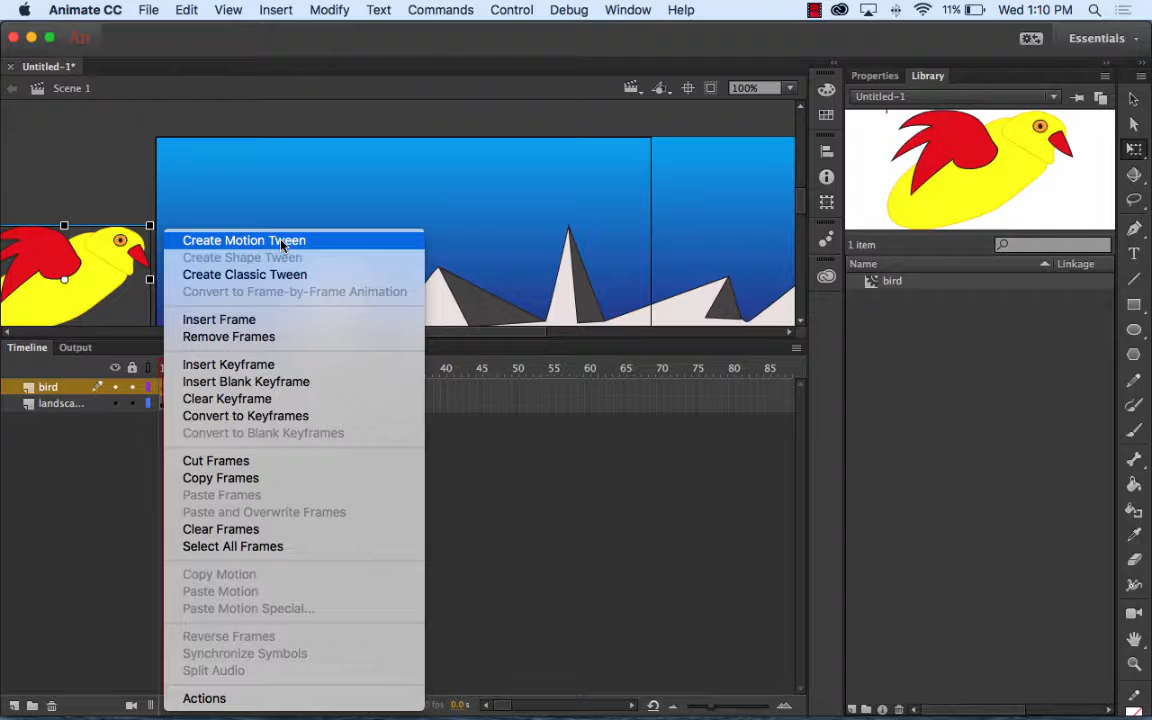 Animate CC File Edit View Insert Modify Text Commands Control Debug Window Help 11% Wed 1:10 PM
An Essentials
Untitled-1*
Scene 1 100%
Properties Library
Untitled-1
1 item
Name Linkage
bird
Create Motion Tween
Create Shape Tween
Create Classic Tween
Convert to Frame-by-Frame Animation
Insert Frame
Remove Frames
Insert Keyframe
Insert Blank Keyframe
Clear Keyframe
Convert to Keyframes
Convert to Blank Keyframes
Cut Frames
Copy Frames
Paste Frames
Paste and Overwrite Frames
Clear Frames
Select All Frames
Copy Motion
Paste Motion
Paste Motion Special...
Reverse Frames
Synchronize Symbols
Split Audio
Actions
Timeline Output
40 45 50 55 60 65 70 75 80 85
bird
landsca...
fps 0.0s